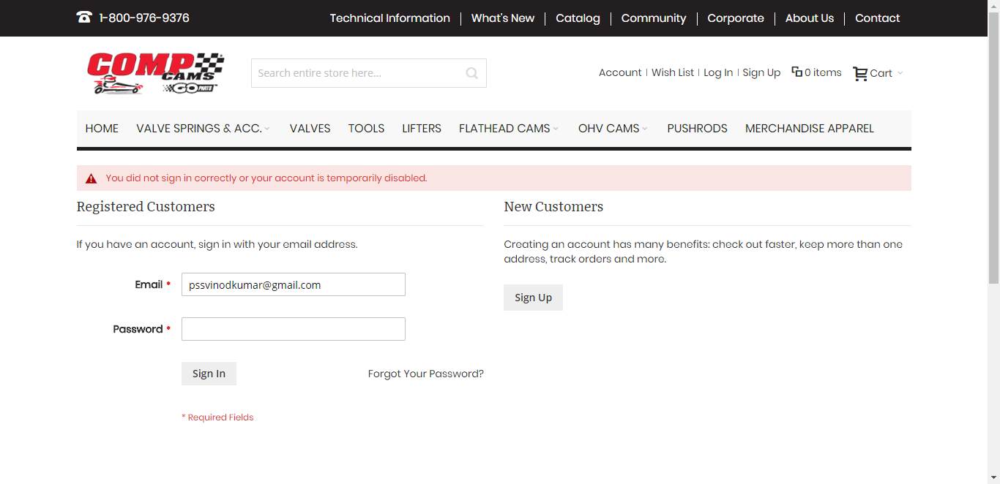 1-800-976-9376
Technical Information
What's New
Catalog
Community
Corporate
About Us
Contact
COMP
CAMS
GO PARTS
Search entire store here...
Account
Wish List
Log In
Sign Up
0 items
Cart
HOME
VALVE SPRINGS & ACC.
VALVES
TOOLS
LIFTERS
FLATHEAD CAMS
OHV CAMS
PUSHRODS
MERCHANDISE APPAREL
You did not sign in correctly or your account is temporarily disabled.
Registered Customers
If you have an account, sign in with your email address.
Email *
pssvinodkumar@gmail.com
Password *
Sign In
Forgot Your Password?
* Required Fields
New Customers
Creating an account has many benefits: check out faster, keep more than one
address, track orders and more.
Sign Up